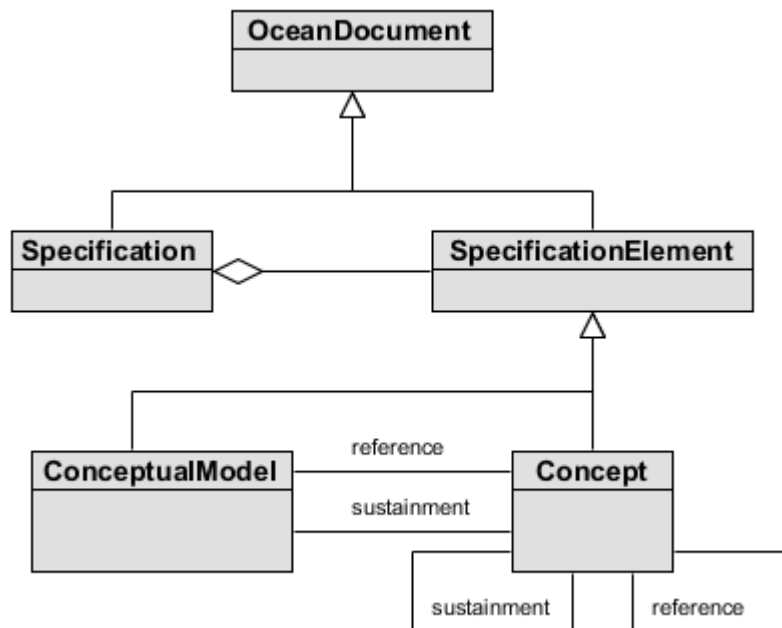 OceanDocument
Specification
SpecificationElement
reference
ConceptualModel
Concept
sustainment
sustainment
reference